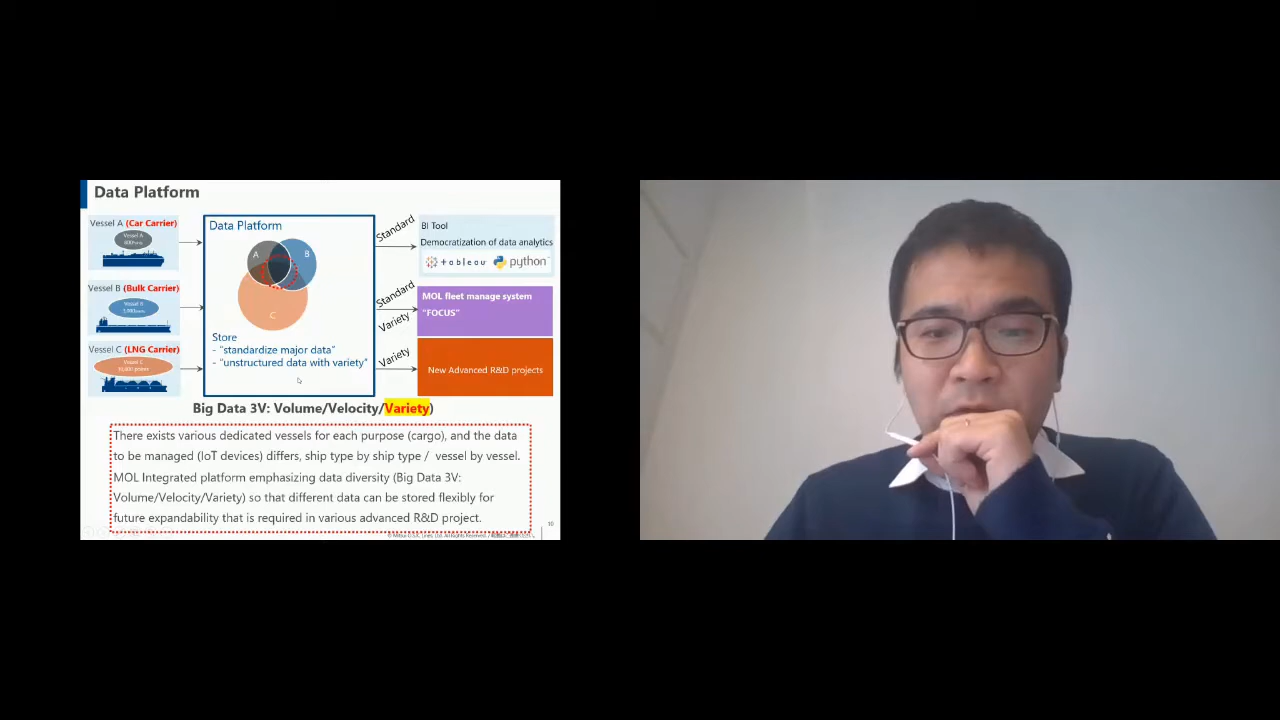 Data Platform
Vessel A (Car Carrier)
Vessel A
Vessel B (Bulk Carrier)
Vessel C (LNG Carrier)
Vessel C
Data Platform
A
B
C
Store
- "standardize major data"
- "unstructured data with variety"
Standard
Standard
Variety
Variety
BI Tool
Democratization of data analytics
tableau
python
MOL fleet manage system
"FOCUS"
New Advanced R&D projects
Big Data 3V: Volume/Velocity/Variety)
There exists various dedicated vessels for each purpose (cargo), and the data
to be managed (IoT devices) differs, ship type by ship type / vessel by vessel.
MOL Integrated platform emphasizing data diversity (Big Data 3V:
Volume/Velocity/Variety) so that different data can be stored flexibly for
future expandability that is required in various advanced R&D project.
10